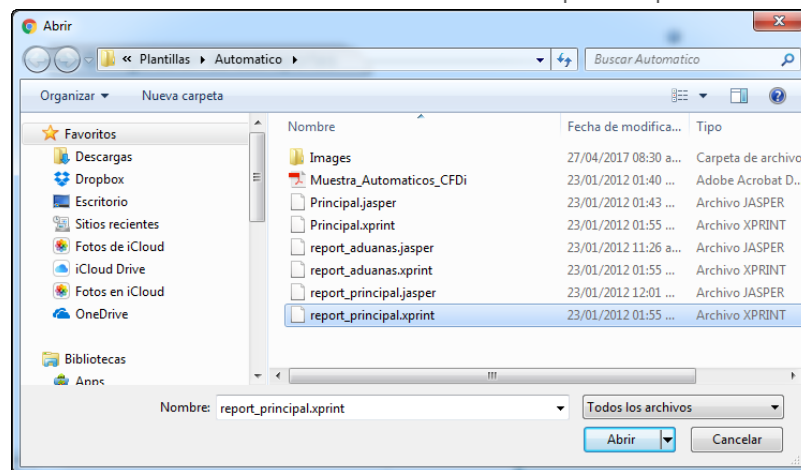 Abrir
« Plantillas ▸ Automatico ▸ Buscar Automatico
Organizar ▾ Nueva carpeta
Nombre Fecha de modifica... Tipo
Favoritos
Descargas
Dropbox
Escritorio
Sitios recientes
Fotos de iCloud
iCloud Drive
Fotos en iCloud
OneDrive
Bibliotecas
Apps
Images 27/04/2017 08:30 a... Carpeta de archivo
Muestra_Automaticos_CFDi 23/01/2012 01:40 ... Adobe Acrobat D...
Principal.jasper 23/01/2012 01:43 ... Archivo JASPER
Principal.xprint 23/01/2012 01:55 ... Archivo XPRINT
report_aduanas.jasper 23/01/2012 11:26 a... Archivo JASPER
report_aduanas.xprint 23/01/2012 01:55 ... Archivo XPRINT
report_principal.jasper 23/01/2012 12:01 ... Archivo JASPER
report_principal.xprint 23/01/2012 01:55 ... Archivo XPRINT
Nombre: report_principal.xprint Todos los archivos
Abrir Cancelar